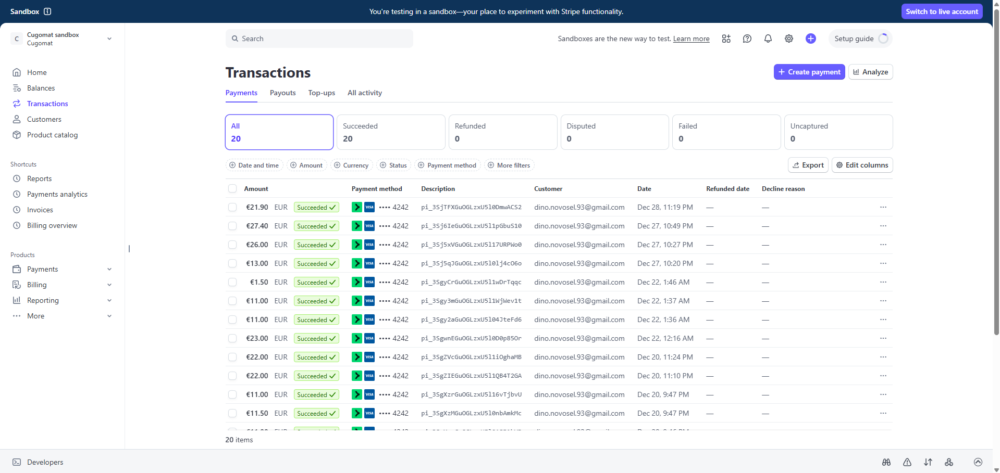 Sandbox
You're testing in a sandbox—your place to experiment with Stripe functionality.
Switch to live account
C
Cugomat sandbox
Cugomat
Search
Sandboxes are the new way to test. Learn more
Setup guide
Home
Balances
Transactions
Customers
Product catalog
Shortcuts
Reports
Payments analytics
Invoices
Billing overview
Products
Payments
Billing
Reporting
More
Transactions
Create payment
Analyze
Payments Payouts Top-ups All activity
All
20
Succeeded
20
Refunded
0
Disputed
0
Failed
0
Uncaptured
0
Date and time Amount Currency Status Payment method More filters
Export Edit columns
Amount Payment method Description Customer Date Refunded date Decline reason
€21.90 EUR Succeeded VISA •••• 4242 pi_3SjTFXGuOGLzxU5l0DmwACS2 dino.novosel.93@gmail.com Dec 28, 11:19 PM — —
€27.40 EUR Succeeded VISA •••• 4242 pi_3Sj6IeGuOGLzxU5l1pGbuS10 dino.novosel.93@gmail.com Dec 27, 10:49 PM — —
€26.00 EUR Succeeded VISA •••• 4242 pi_3Sj5xVGuOGLzxU5l17URPWo0 dino.novosel.93@gmail.com Dec 27, 10:27 PM — —
€13.00 EUR Succeeded VISA •••• 4242 pi_3Sj5qJGuOGLzxU5l0lj4cO6o dino.novosel.93@gmail.com Dec 27, 10:20 PM — —
€1.50 EUR Succeeded VISA •••• 4242 pi_3SgyCrGuOGLzxU5l1wDrTqqc dino.novosel.93@gmail.com Dec 22, 1:46 AM — —
€11.00 EUR Succeeded VISA •••• 4242 pi_3Sgy3mGuOGLzxU5l1WjWev1t dino.novosel.93@gmail.com Dec 22, 1:37 AM — —
€11.00 EUR Succeeded VISA •••• 4242 pi_3Sgy2aGuOGLzxU5l04JteFd6 dino.novosel.93@gmail.com Dec 22, 1:36 AM — —
€23.00 EUR Succeeded VISA •••• 4242 pi_3SgwnEGuOGLzxU5l0D0p85Or dino.novosel.93@gmail.com Dec 22, 12:16 AM — —
€22.00 EUR Succeeded VISA •••• 4242 pi_3SgZVcGuOGLzxU5l1iOghaMB dino.novosel.93@gmail.com Dec 20, 11:24 PM — —
€22.00 EUR Succeeded VISA •••• 4242 pi_3SgZIEGuOGLzxU5l1QB4T2GA dino.novosel.93@gmail.com Dec 20, 11:10 PM — —
€11.00 EUR Succeeded VISA •••• 4242 pi_3SgXzrGuOGLzxU5l16vTjbvU dino.novosel.93@gmail.com Dec 20, 9:47 PM — —
€11.50 EUR Succeeded VISA •••• 4242 pi_3SgXzMGuOGLzxU5l0nbAmkMc dino.novosel.93@gmail.com Dec 20, 9:47 PM — —
20 items
Developers